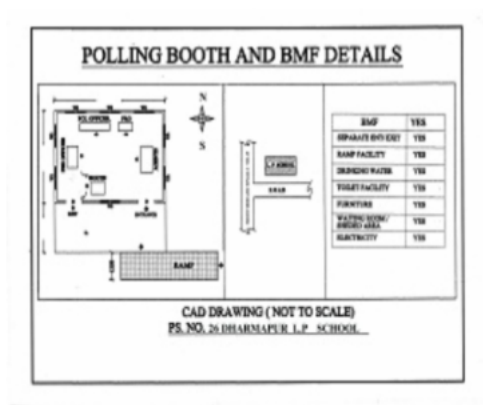 POLLING BOOTH AND BMF DETAILS
POL OFFICER
N
S
L.P SCHOOL
ROAD
RAMP
BMF YES
SEPARATE ENT/EXIT YES
RAMP FACILITY YES
DRINKING WATER YES
TOILET FACILITY YES
FURNITURE YES
WAITING ROOM / SHEDED AREA YES
ELECTRICITY YES
CAD DRAWING ( NOT TO SCALE)
PS. NO. 26 DHARMAPUR L.P SCHOOL